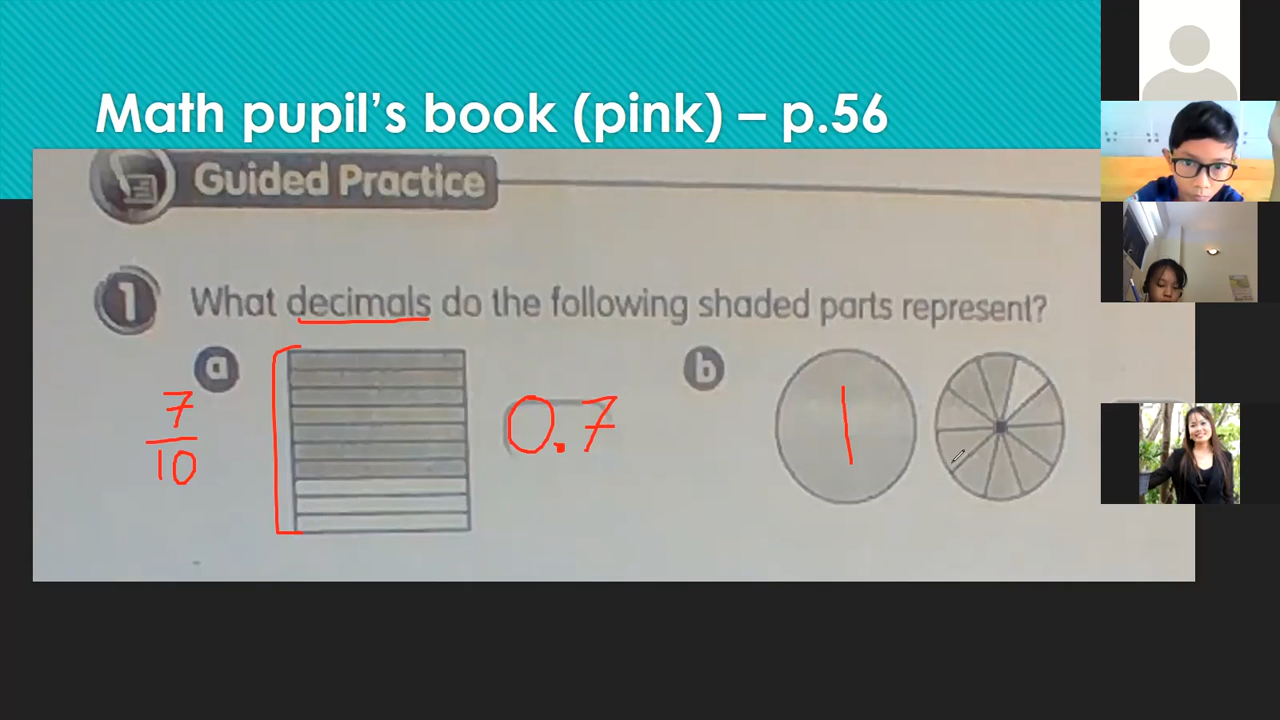 Math pupil's book (pink) – p.56
Guided Practice
1 What decimals do the following shaded parts represent?
a
7
10
0.7
b
1